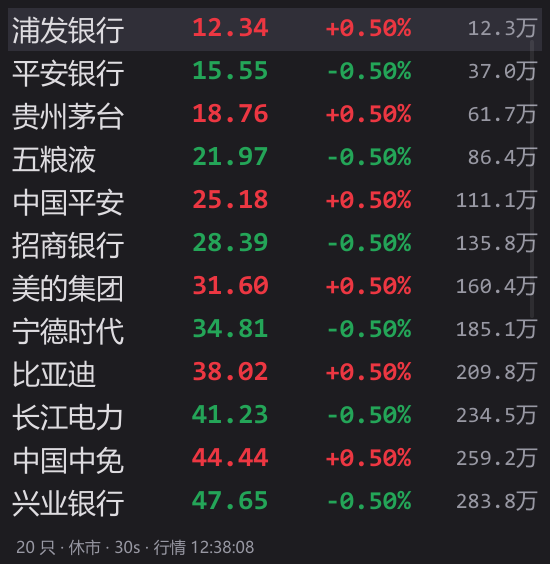 浦发银行 12.34 +0.50% 12.3万
平安银行 15.55 -0.50% 37.0万
贵州茅台 18.76 +0.50% 61.7万
五粮液 21.97 -0.50% 86.4万
中国平安 25.18 +0.50% 111.1万
招商银行 28.39 -0.50% 135.8万
美的集团 31.60 +0.50% 160.4万
宁德时代 34.81 -0.50% 185.1万
比亚迪 38.02 +0.50% 209.8万
长江电力 41.23 -0.50% 234.5万
中国中免 44.44 +0.50% 259.2万
兴业银行 47.65 -0.50% 283.8万
20 只 · 休市 · 30s · 行情 12:38:08